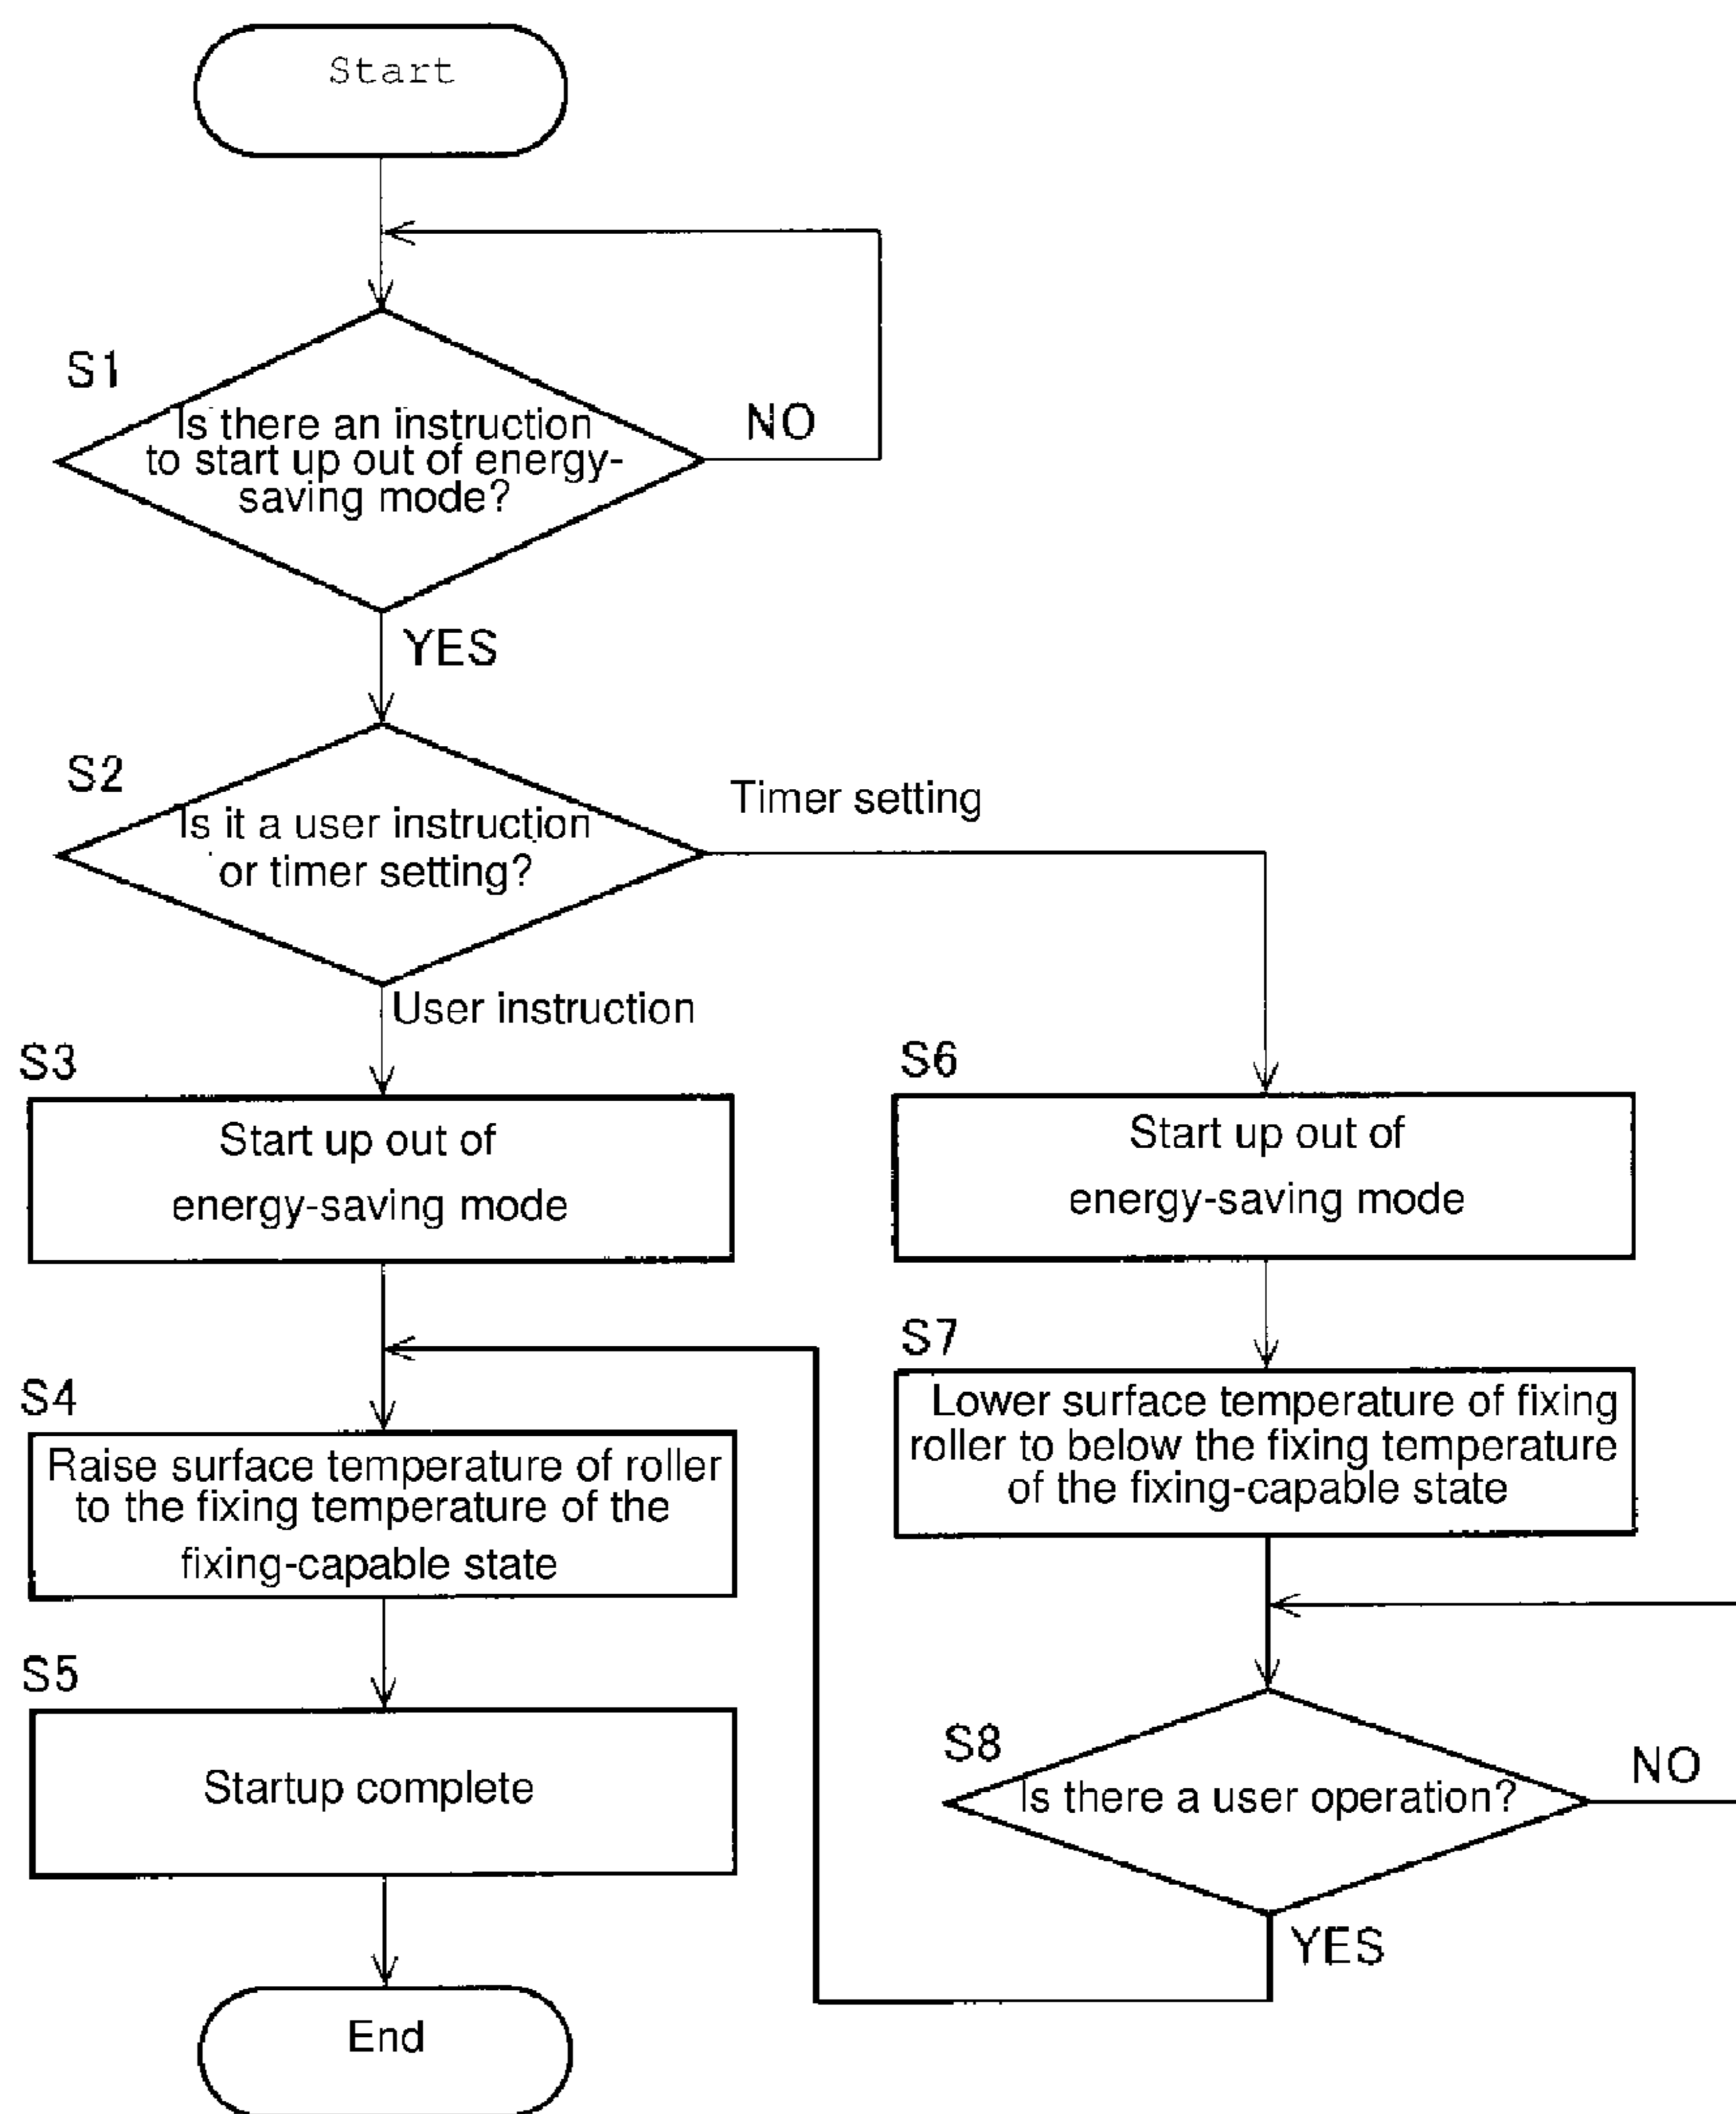 Start
S1
Is there an instruction
to start up out of energy-
saving mode?
NO
YES
S2
Is it a user instruction
or timer setting?
Timer setting
User instruction
S3
Start up out of
energy-saving mode
S6
Start up out of
energy-saving mode
S4
Raise surface temperature of roller
to the fixing temperature of the
fixing-capable state
S7
Lower surface temperature of fixing
roller to below the fixing temperature
of the fixing-capable state
S5
Startup complete
S8
Is there a user operation?
NO
YES
End